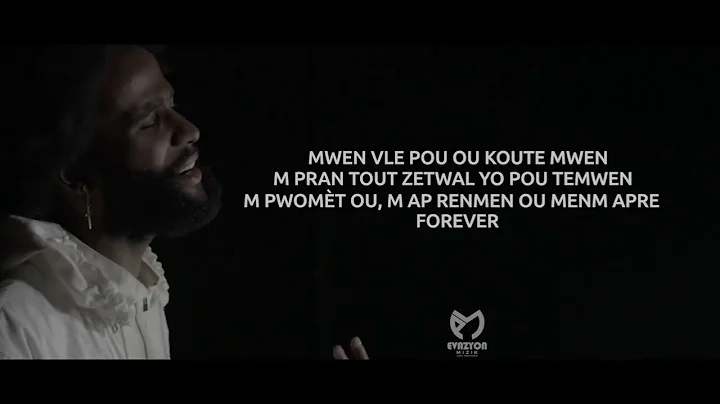 MWEN VLE POU OU KOUTE MWEN
M PRAN TOUT ZETWAL YO POU TEMWEN
M PWOMÈT OU, M AP RENMEN OU MENM APRE
FOREVER
EVAZYON
MIZIK